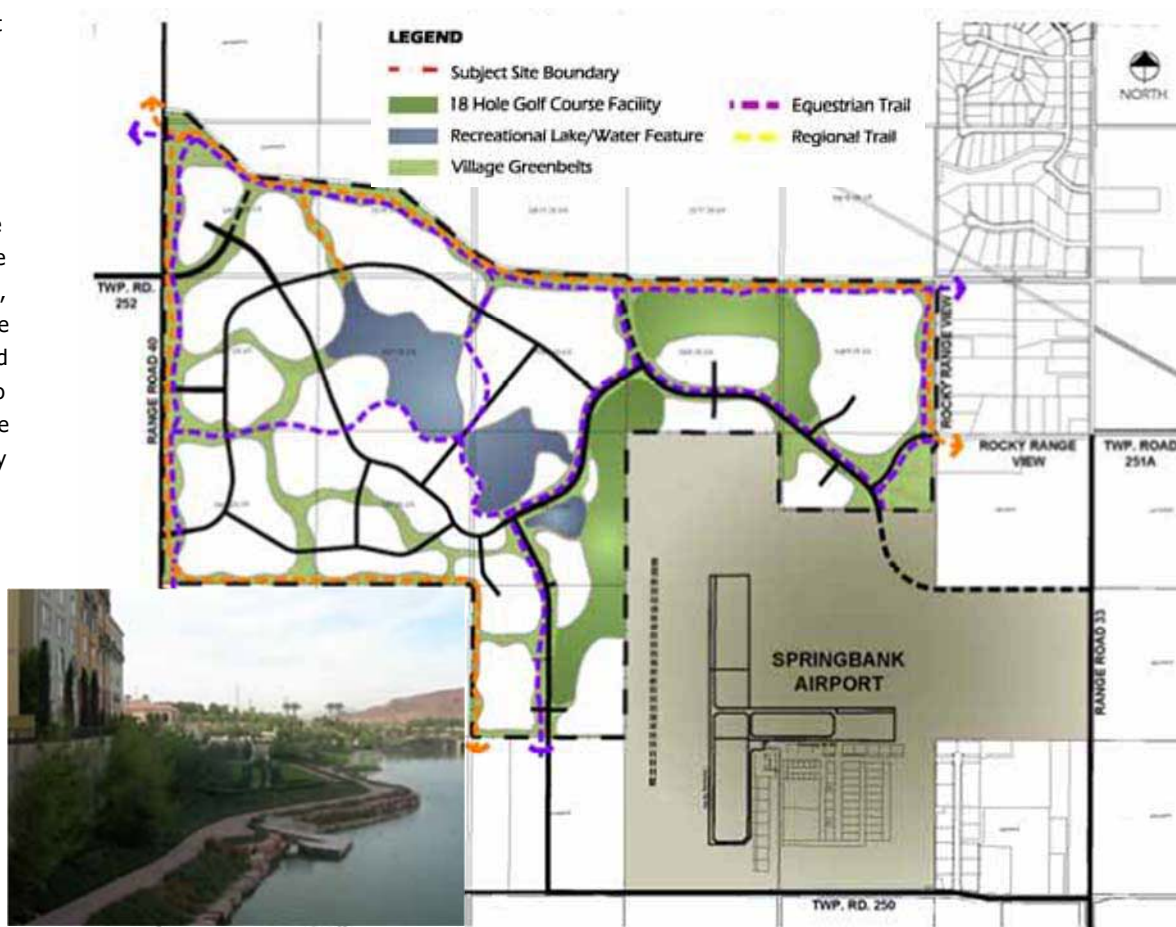 t
e
e
,
e
d
o
e
y
LEGEND
Subject Site Boundary
18 Hole Golf Course Facility
Recreational Lake/Water Feature
Village Greenbelts
Equestrian Trail
Regional Trail
NORTH
TWP. RD.
252
RANGE ROAD 40
ROCKY RANGE VIEW
ROCKY RANGE
VIEW
TWP. ROAD
251A
SPRINGBANK
AIRPORT
RANGE ROAD 33
TWP. RD. 250